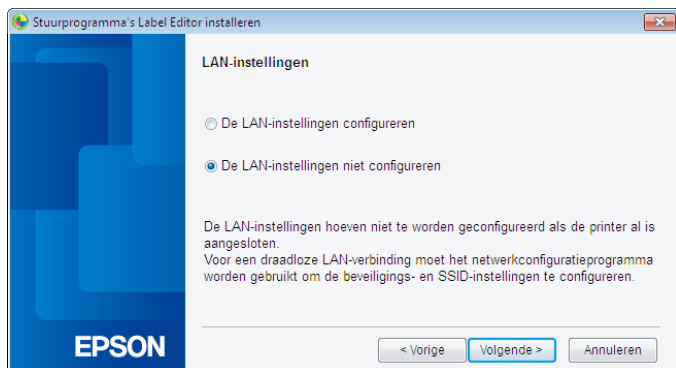 Stuurprogramma's Label Editor installeren
LAN-instellingen
De LAN-instellingen configureren
De LAN-instellingen niet configureren
De LAN-instellingen hoeven niet te worden geconfigureerd als de printer al is
aangesloten.
Voor een draadloze LAN-verbinding moet het netwerkconfiguratieprogramma
worden gebruikt om de beveiligings- en SSID-instellingen te configureren.
EPSON
< Vorige
Volgende >
Annuleren